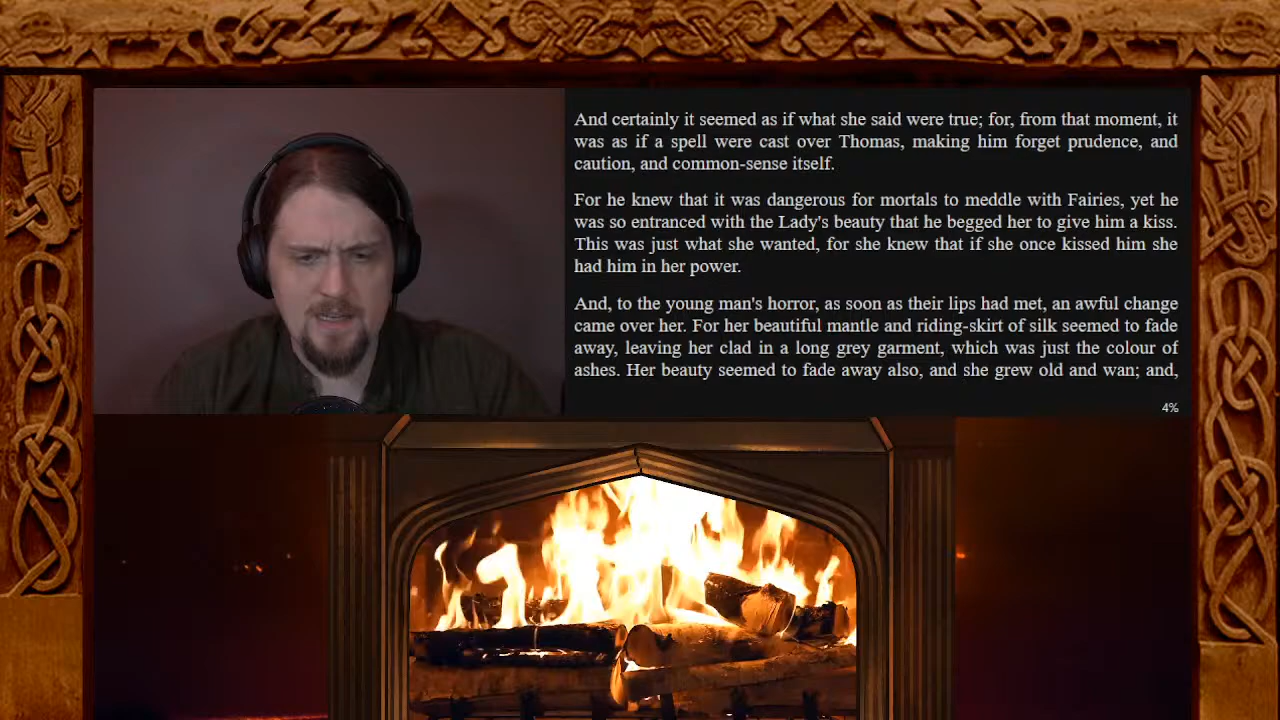 And certainly it seemed as if what she said were true; for, from that moment, it
was as if a spell were cast over Thomas, making him forget prudence, and
caution, and common-sense itself.
For he knew that it was dangerous for mortals to meddle with Fairies, yet he
was so entranced with the Lady's beauty that he begged her to give him a kiss.
This was just what she wanted, for she knew that if she once kissed him she
had him in her power.
And, to the young man's horror, as soon as their lips had met, an awful change
came over her. For her beautiful mantle and riding-skirt of silk seemed to fade
away, leaving her clad in a long grey garment, which was just the colour of
ashes. Her beauty seemed to fade away also, and she grew old and wan; and,
4%